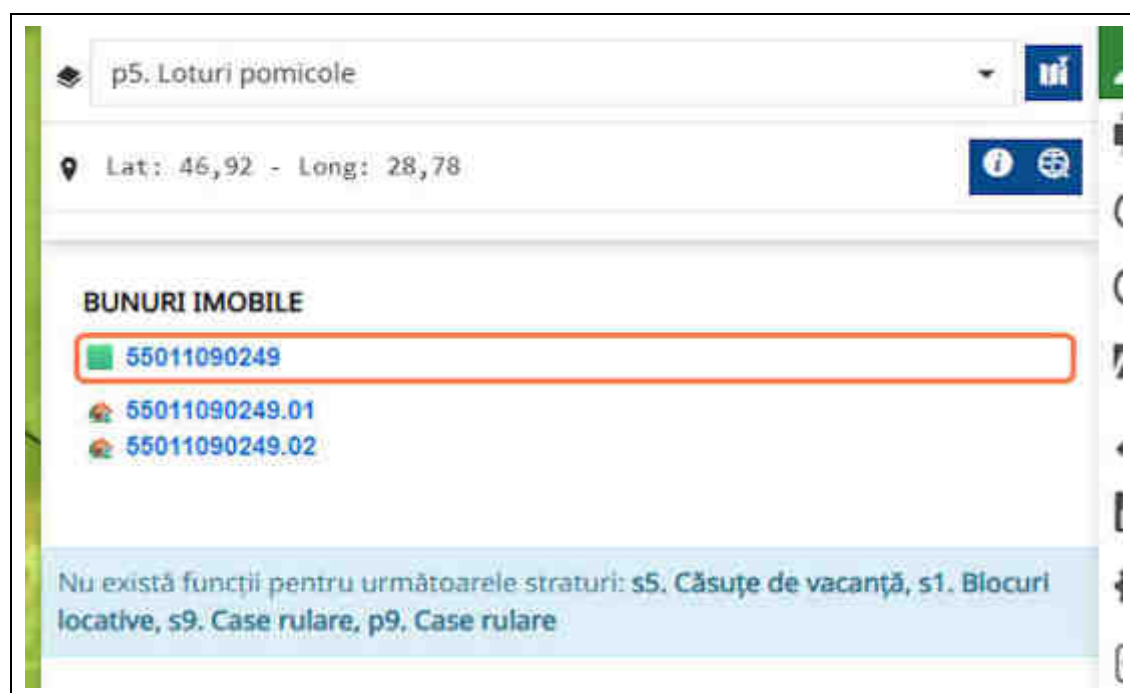 p5. Loturi pomicole
Lat: 46,92 - Long: 28,78
BUNURI IMOBILE
55011090249
55011090249.01
55011090249.02
Nu există funcții pentru următoarele straturi: s5. Căsuțe de vacanță, s1. Blocuri
locative, s9. Case rulare, p9. Case rulare